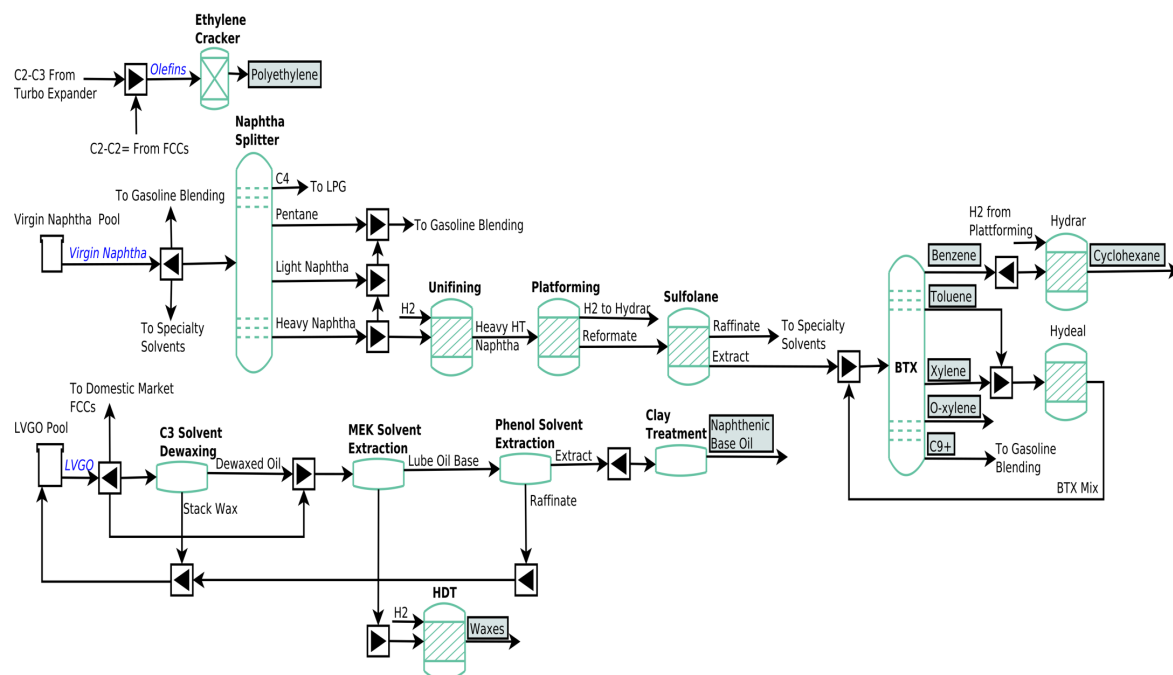 Ethylene
Cracker
C2-C3 From
Turbo Expander
Olefins
Polyethylene
C2-C2= From FCCs
Naphtha
Splitter
C4
To LPG
To Gasoline Blending
Pentane
To Gasoline Blending
Virgin Naphtha Pool
Virgin Naphtha
Light Naphtha
To Specialty
Solvents
Heavy Naphtha
H2
Unifining
Heavy HT
Naphtha
Platforming
H2 to Hydrar
Reformate
Sulfolane
Raffinate
To Specialty
Solvents
Extract
BTX
Benzene
H2 from
Plattforming
Hydrar
Cyclohexane
Toluene
Hydeal
Xylene
O-xylene
C9+
To Gasoline
Blending
BTX Mix
To Domestic Market
FCCs
LVGO Pool
LVGO
C3 Solvent
Dewaxing
Dewaxed Oil
Stack Wax
MEK Solvent
Extraction
Lube Oil Base
Phenol Solvent
Extraction
Extract
Raffinate
Clay
Treatment
Naphthenic
Base Oil
HDT
H2
Waxes